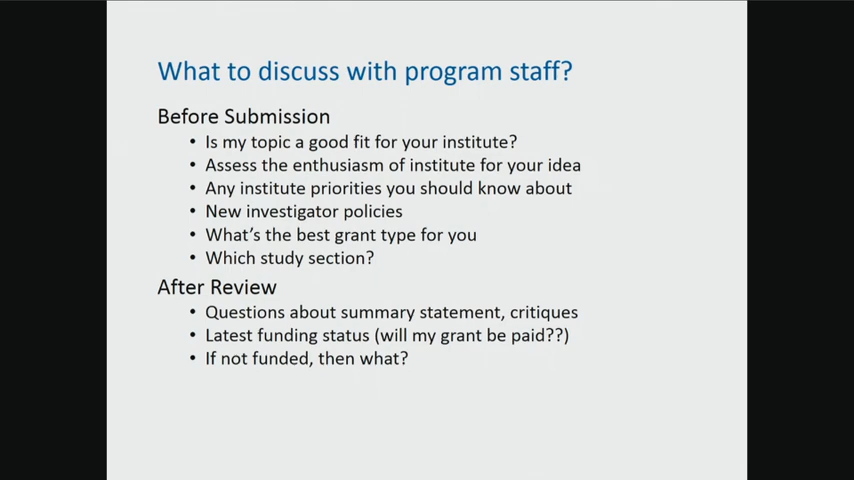 What to discuss with program staff?
Before Submission
• Is my topic a good fit for your institute?
• Assess the enthusiasm of institute for your idea
• Any institute priorities you should know about
• New investigator policies
• What's the best grant type for you
• Which study section?
After Review
• Questions about summary statement, critiques
• Latest funding status (will my grant be paid??)
• If not funded, then what?